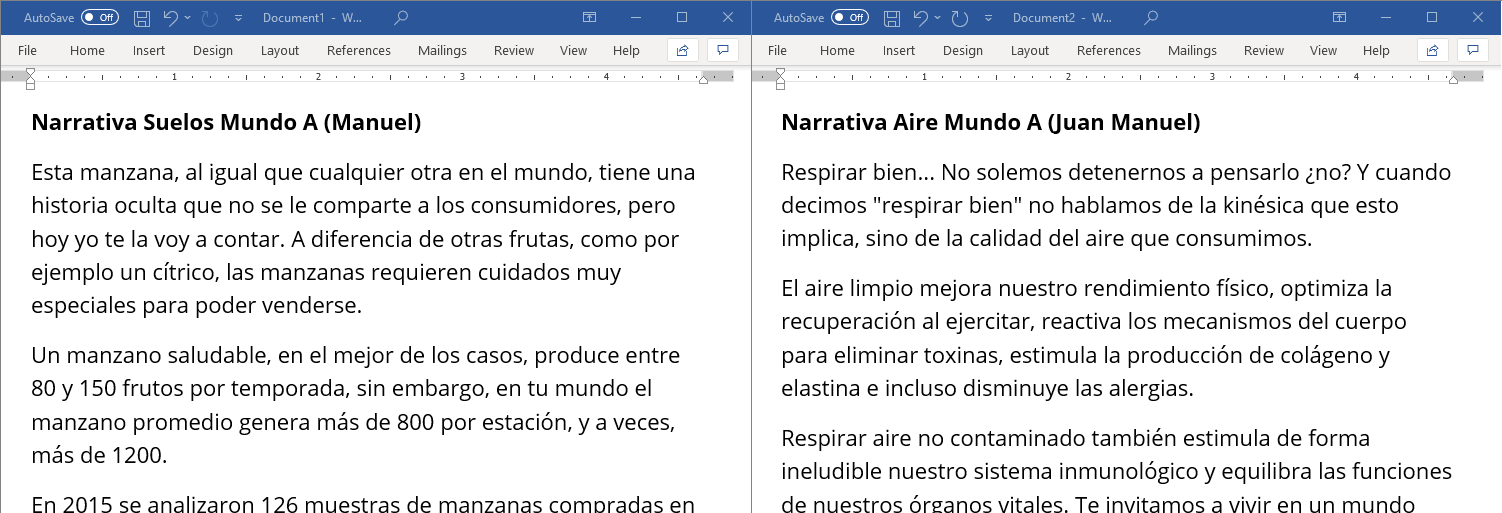 AutoSave Off Document1 - W...
File Home Insert Design Layout References Mailings Review View Help
1 2 3 4
Narrativa Suelos Mundo A (Manuel)
Esta manzana, al igual que cualquier otra en el mundo, tiene una
historia oculta que no se le comparte a los consumidores, pero
hoy yo te la voy a contar. A diferencia de otras frutas, como por
ejemplo un cítrico, las manzanas requieren cuidados muy
especiales para poder venderse.
Un manzano saludable, en el mejor de los casos, produce entre
80 y 150 frutos por temporada, sin embargo, en tu mundo el
manzano promedio genera más de 800 por estación, y a veces,
más de 1200.
En 2015 se analizaron 126 muestras de manzanas compradas en
AutoSave Off Document2 - W...
File Home Insert Design Layout References Mailings Review View Help
1 2 3 4
Narrativa Aire Mundo A (Juan Manuel)
Respirar bien... No solemos detenernos a pensarlo ¿no? Y cuando
decimos "respirar bien" no hablamos de la kinésica que esto
implica, sino de la calidad del aire que consumimos.
El aire limpio mejora nuestro rendimiento físico, optimiza la
recuperación al ejercitar, reactiva los mecanismos del cuerpo
para eliminar toxinas, estimula la producción de colágeno y
elastina e incluso disminuye las alergias.
Respirar aire no contaminado también estimula de forma
ineludible nuestro sistema inmunológico y equilibra las funciones
de nuestros órganos vitales. Te invitamos a vivir en un mundo